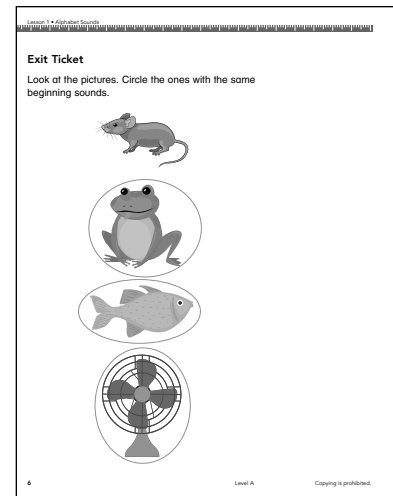 Lesson 1 • Alphabet Sounds
Exit Ticket
Look at the pictures. Circle the ones with the same
beginning sounds.
6
Level A
Copying is prohibited.